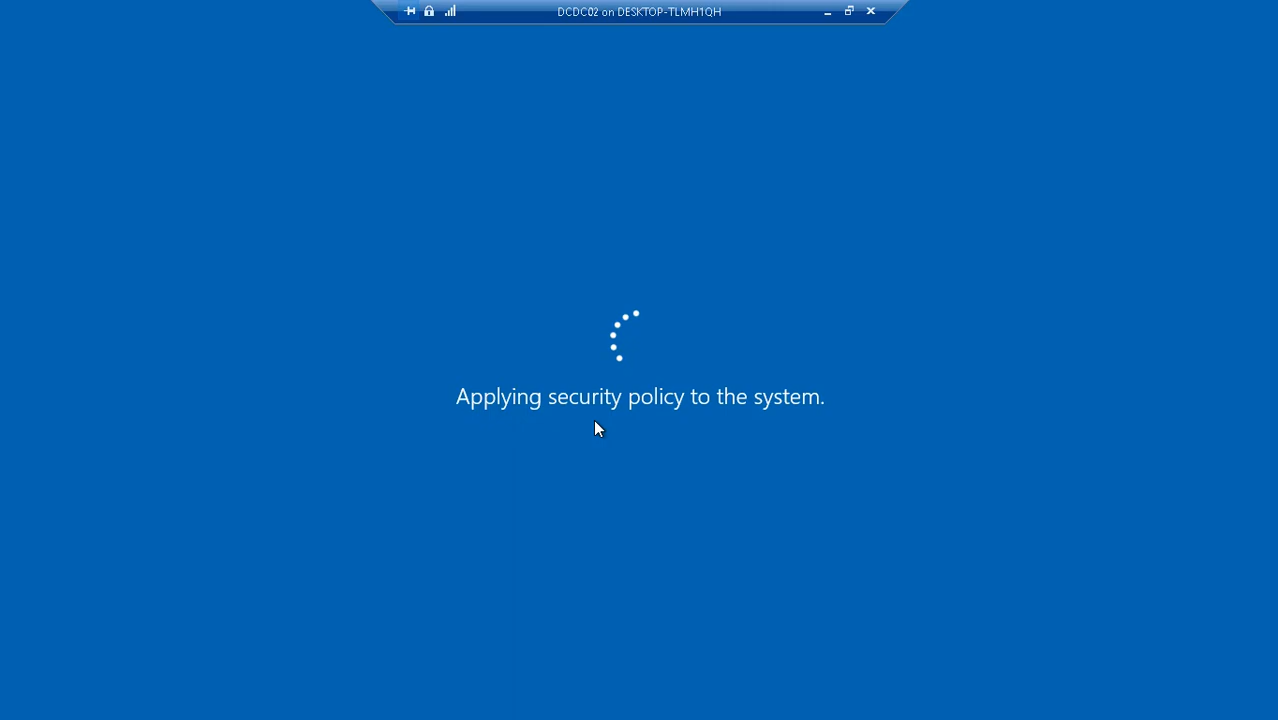 DCDC02 on DESKTOP-TLMH1QH
Applying security policy to the system.